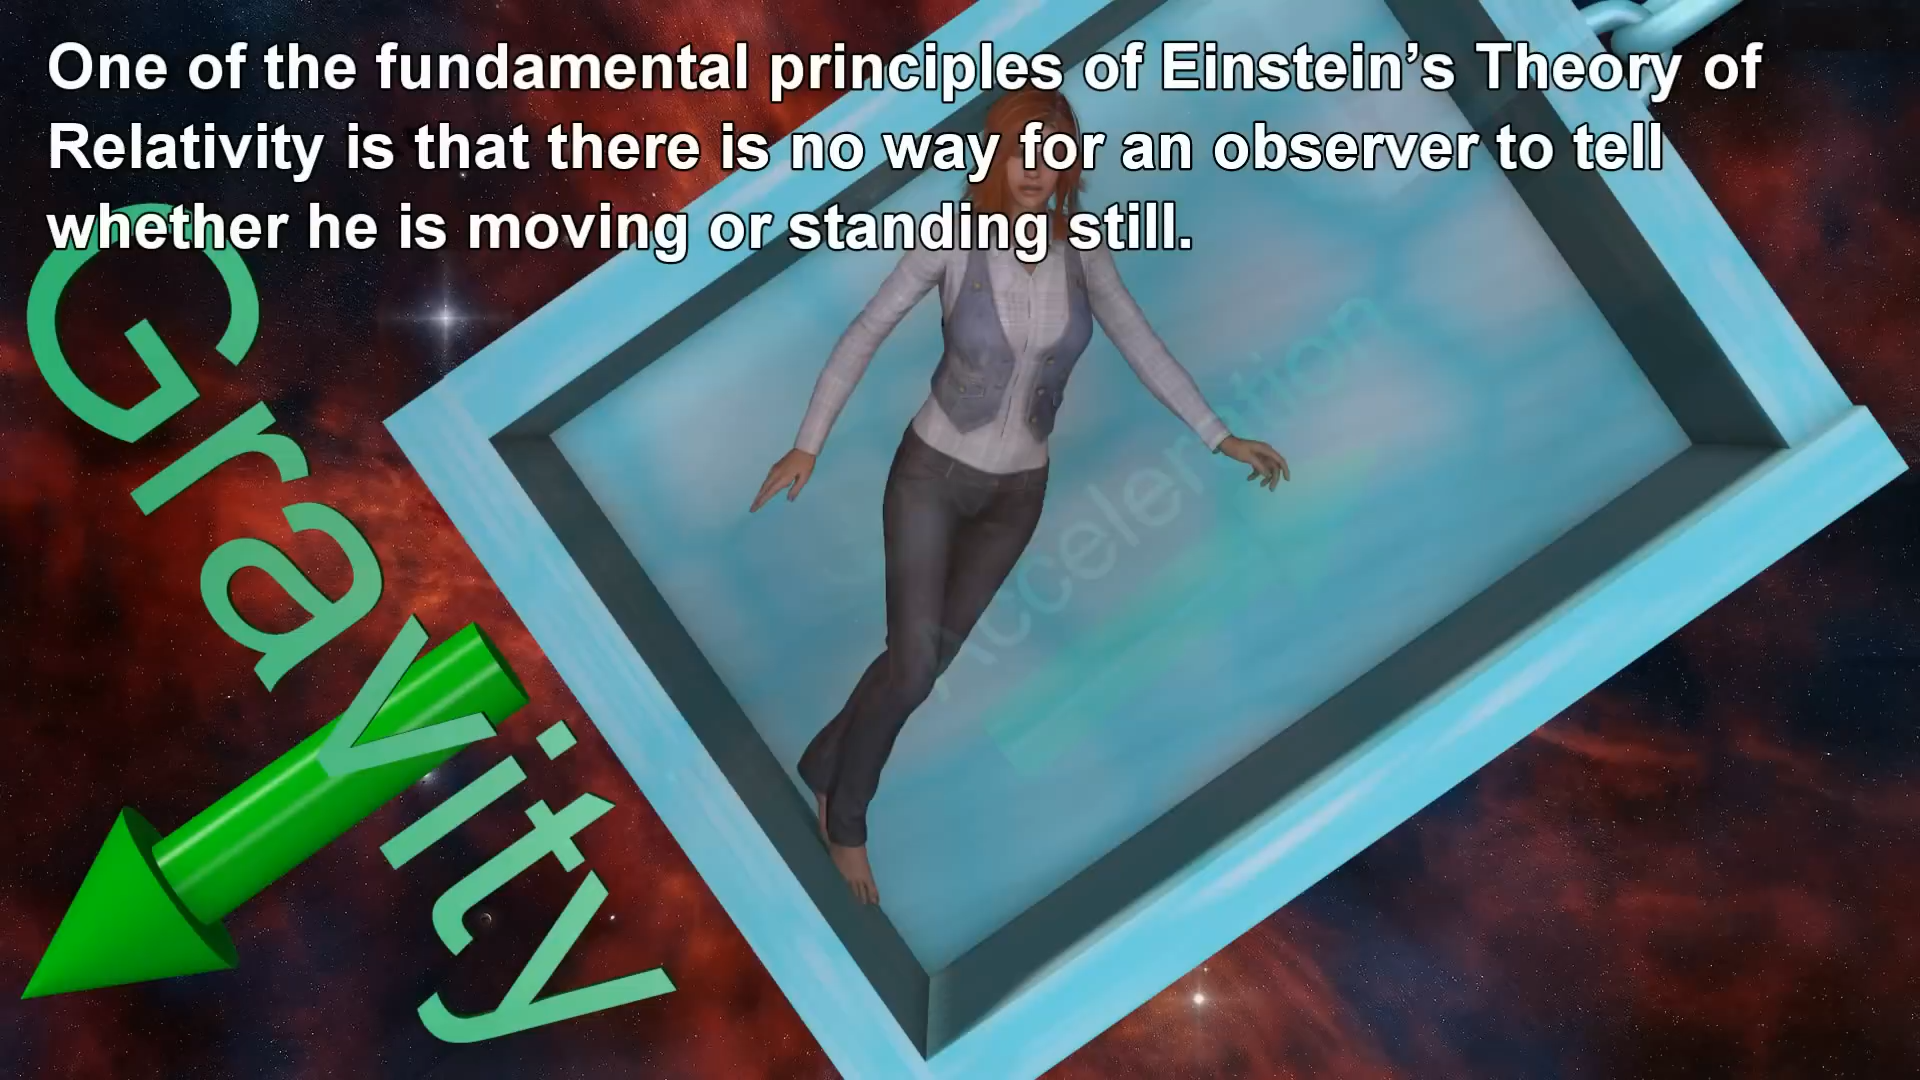 One of the fundamental principles of Einstein’s Theory of
Relativity is that there is no way for an observer to tell
whether he is moving or standing still.
Gravity
Acceleration